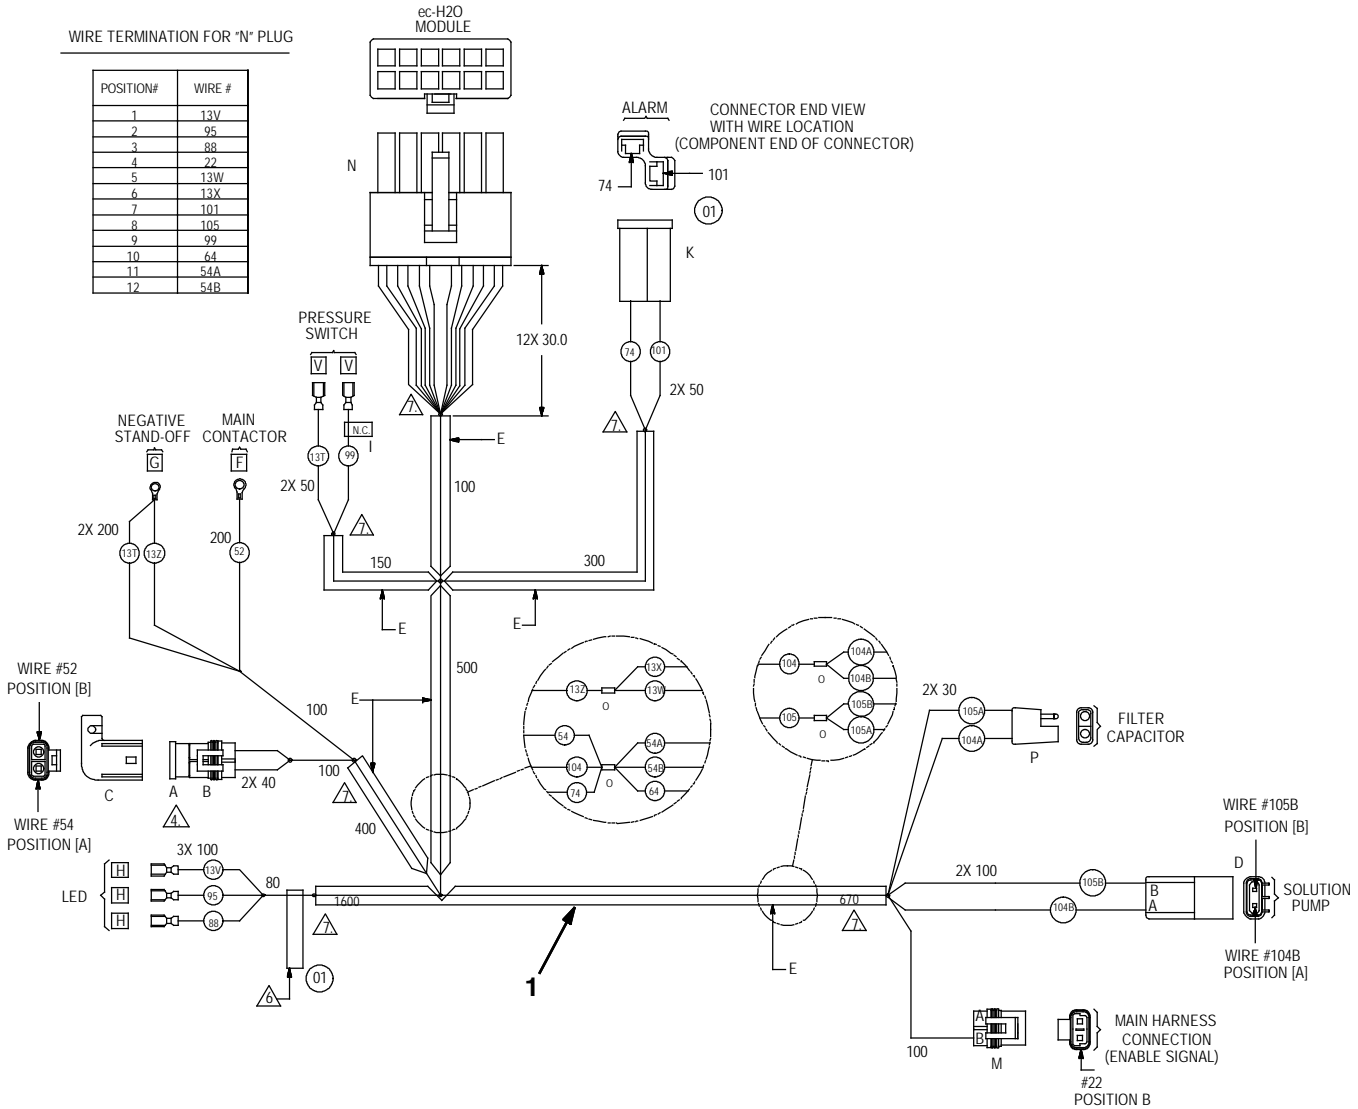 ec-H2O
MODULE
WIRE TERMINATION FOR "N" PLUG
POSITION# WIRE #
1 13V
2 95
3 88
4 22
5 13W
6 13X
7 101
8 105
9 99
10 64
11 54A
12 54B
N
ALARM
CONNECTOR END VIEW
WITH WIRE LOCATION
(COMPONENT END OF CONNECTOR)
74
101
01
K
12X 30.0
74
101
2X 50
7.
PRESSURE
SWITCH
V V
N.C.
I
13T
99
2X 50
7.
7.
E
100
NEGATIVE
STAND-OFF
G
MAIN
CONTACTOR
F
2X 200
13T
13Z
200
52
150
300
E
E
500
E
WIRE #52
POSITION [B]
WIRE #54
POSITION [A]
C
A
B
4.
2X 40
100
100
7.
400
13Z
O
13X
13W
54
104
74
O
54A
54B
64
104
O
104A
104B
105
O
105B
105A
2X 30
105A
104A
P
FILTER
CAPACITOR
WIRE #105B
POSITION [B]
D
2X 100
105B
104B
B
A
SOLUTION
PUMP
WIRE #104B
POSITION [A]
3X 100
LED
H
H
H
13V
95
88
80
1600
7.
6
01
1
670
7.
E
100
A
B
M
MAIN HARNESS
CONNECTION
(ENABLE SIGNAL)
#22
POSITION B